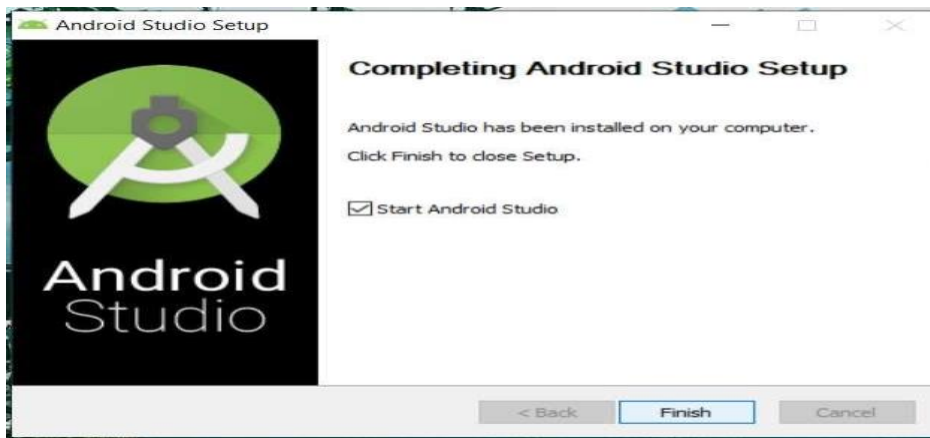 Android Studio Setup
Completing Android Studio Setup
Android Studio has been installed on your computer.
Click Finish to close Setup.
Start Android Studio
Android
Studio
< Back
Finish
Cancel